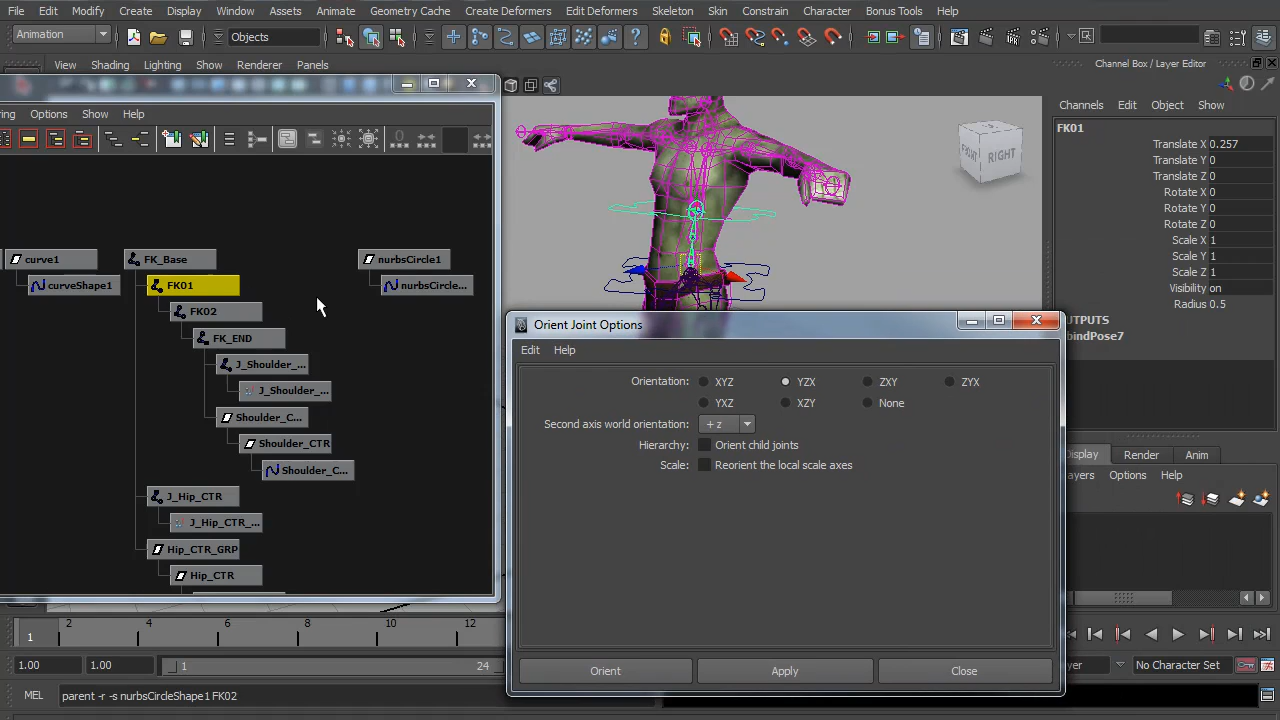 File Edit Modify Create Display Window Assets Animate Geometry Cache Create Deformers Edit Deformers Skeleton Skin Constrain Character Bonus Tools Help
Animation Objects
View Shading Lighting Show Renderer Panels
Channel Box / Layer Editor
Channels Edit Object Show
ring Options Show Help
FK01
Translate X 0.257
Translate Y 0
Translate Z 0
Rotate X 0
Rotate Y 0
Rotate Z 0
Scale X 1
Scale Y 1
Scale Z 1
Visibility on
Radius 0.5
OUTPUTS
bindPose7
FRONT RIGHT
curve1 FK_Base nurbsCircle1
curveShape1 FK01 nurbsCircle...
FK02
FK_END
J_Shoulder_...
J_Shoulder_...
Shoulder_C...
Shoulder_CTR
Shoulder_C...
J_Hip_CTR
J_Hip_CTR_...
Hip_CTR_GRP
Hip_CTR
Orient Joint Options
Edit Help
Orientation: XYZ YZX ZXY ZYX
YXZ XZY None
Second axis world orientation: + z
Hierarchy: Orient child joints
Scale: Reorient the local scale axes
Orient Apply Close
Display Render Anim
ayers Options Help
1 2 4 6 8 10 12
1.00 1.00 1 24 yer No Character Set
MEL parent -r -s nurbsCircleShape1 FK02